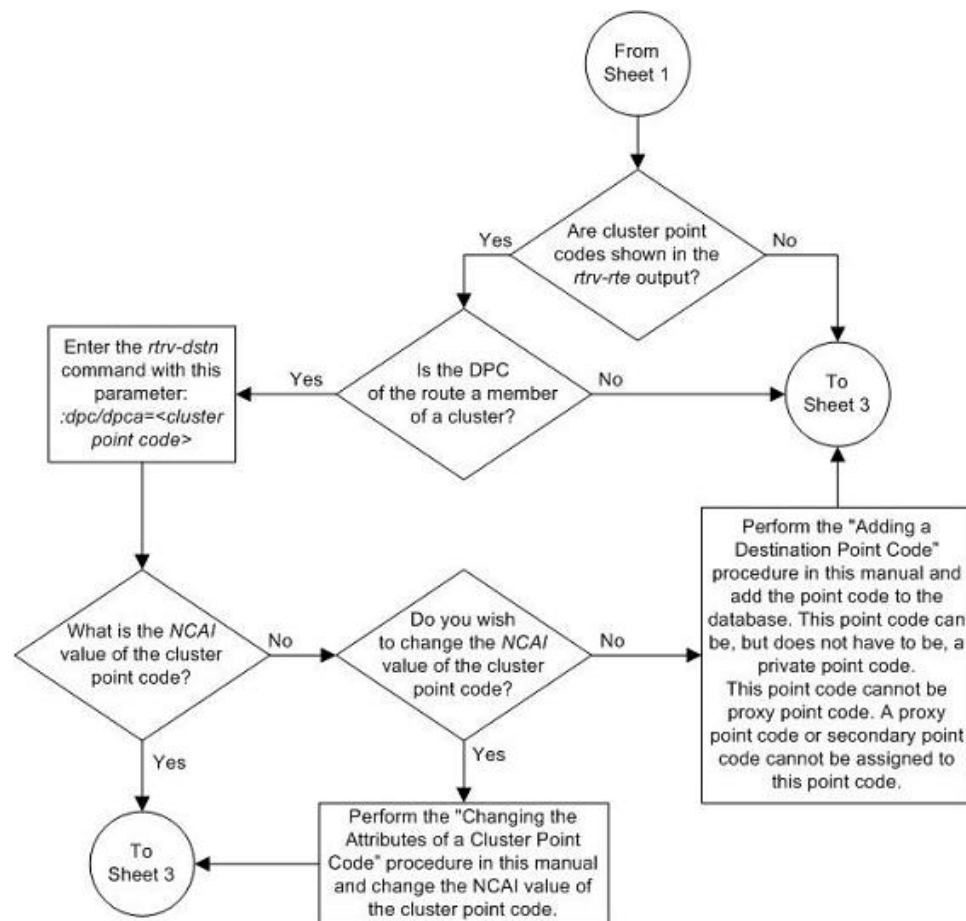 From
Sheet 1
Are cluster point
codes shown in the
rtrv-rte output?
Yes
No
Enter the rtrv-dstn
command with this
parameter:
:dpc/dpca=<cluster
point code>
Yes
Is the DPC
of the route a member
of a cluster?
No
To
Sheet 3
What is the NCAI
value of the cluster
point code?
No
Yes
Do you wish
to change the NCAI
value of the cluster
point code?
No
Yes
Perform the "Adding a
Destination Point Code"
procedure in this manual and
add the point code to the
database. This point code can
be, but does not have to be, a
private point code.
This point code cannot be
proxy point code. A proxy
point code or secondary point
code cannot be assigned to
this point code.
To
Sheet 3
Perform the "Changing the
Attributes of a Cluster Point
Code" procedure in this manual
and change the NCAI value of
the cluster point code.